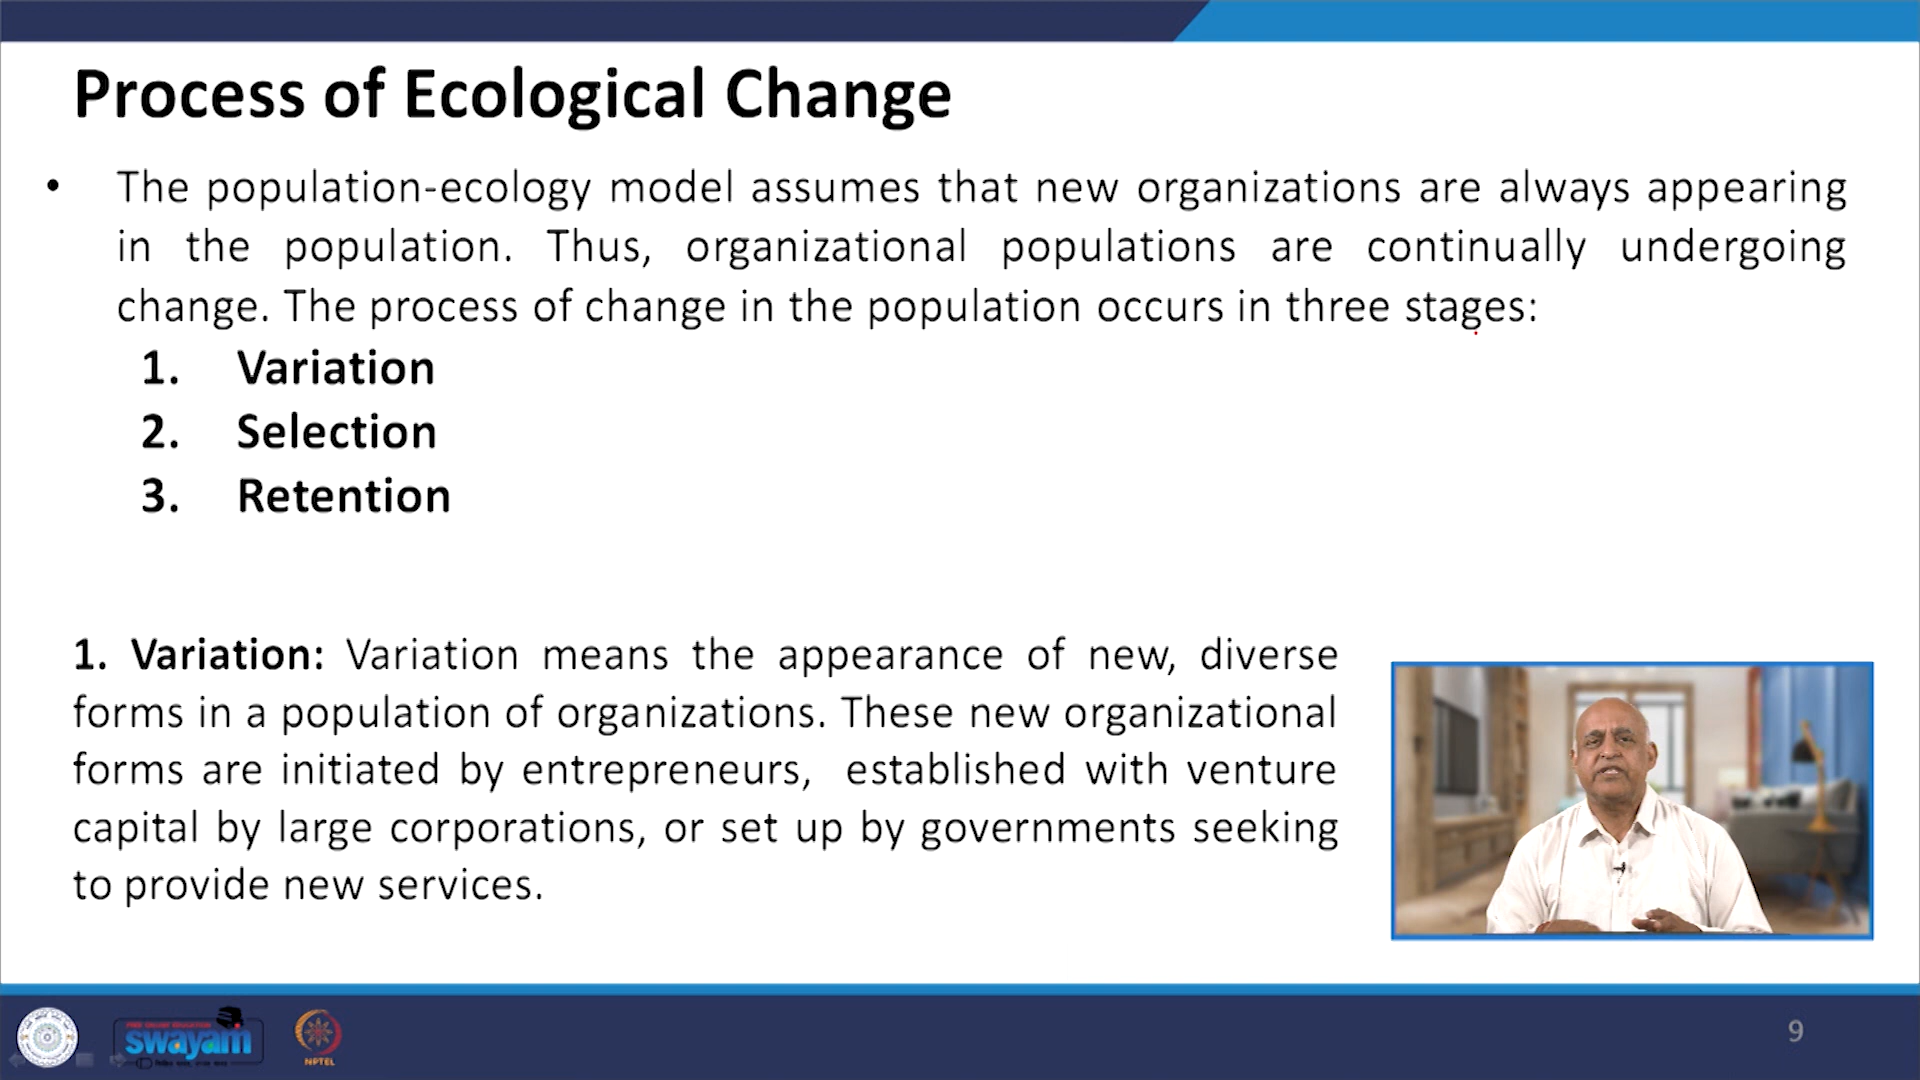 Process of Ecological Change
• The population-ecology model assumes that new organizations are always appearing
in the population. Thus, organizational populations are continually undergoing
change. The process of change in the population occurs in three stages:
1. Variation
2. Selection
3. Retention
1. Variation: Variation means the appearance of new, diverse
forms in a population of organizations. These new organizational
forms are initiated by entrepreneurs, established with venture
capital by large corporations, or set up by governments seeking
to provide new services.
swayam
NPTEL
9